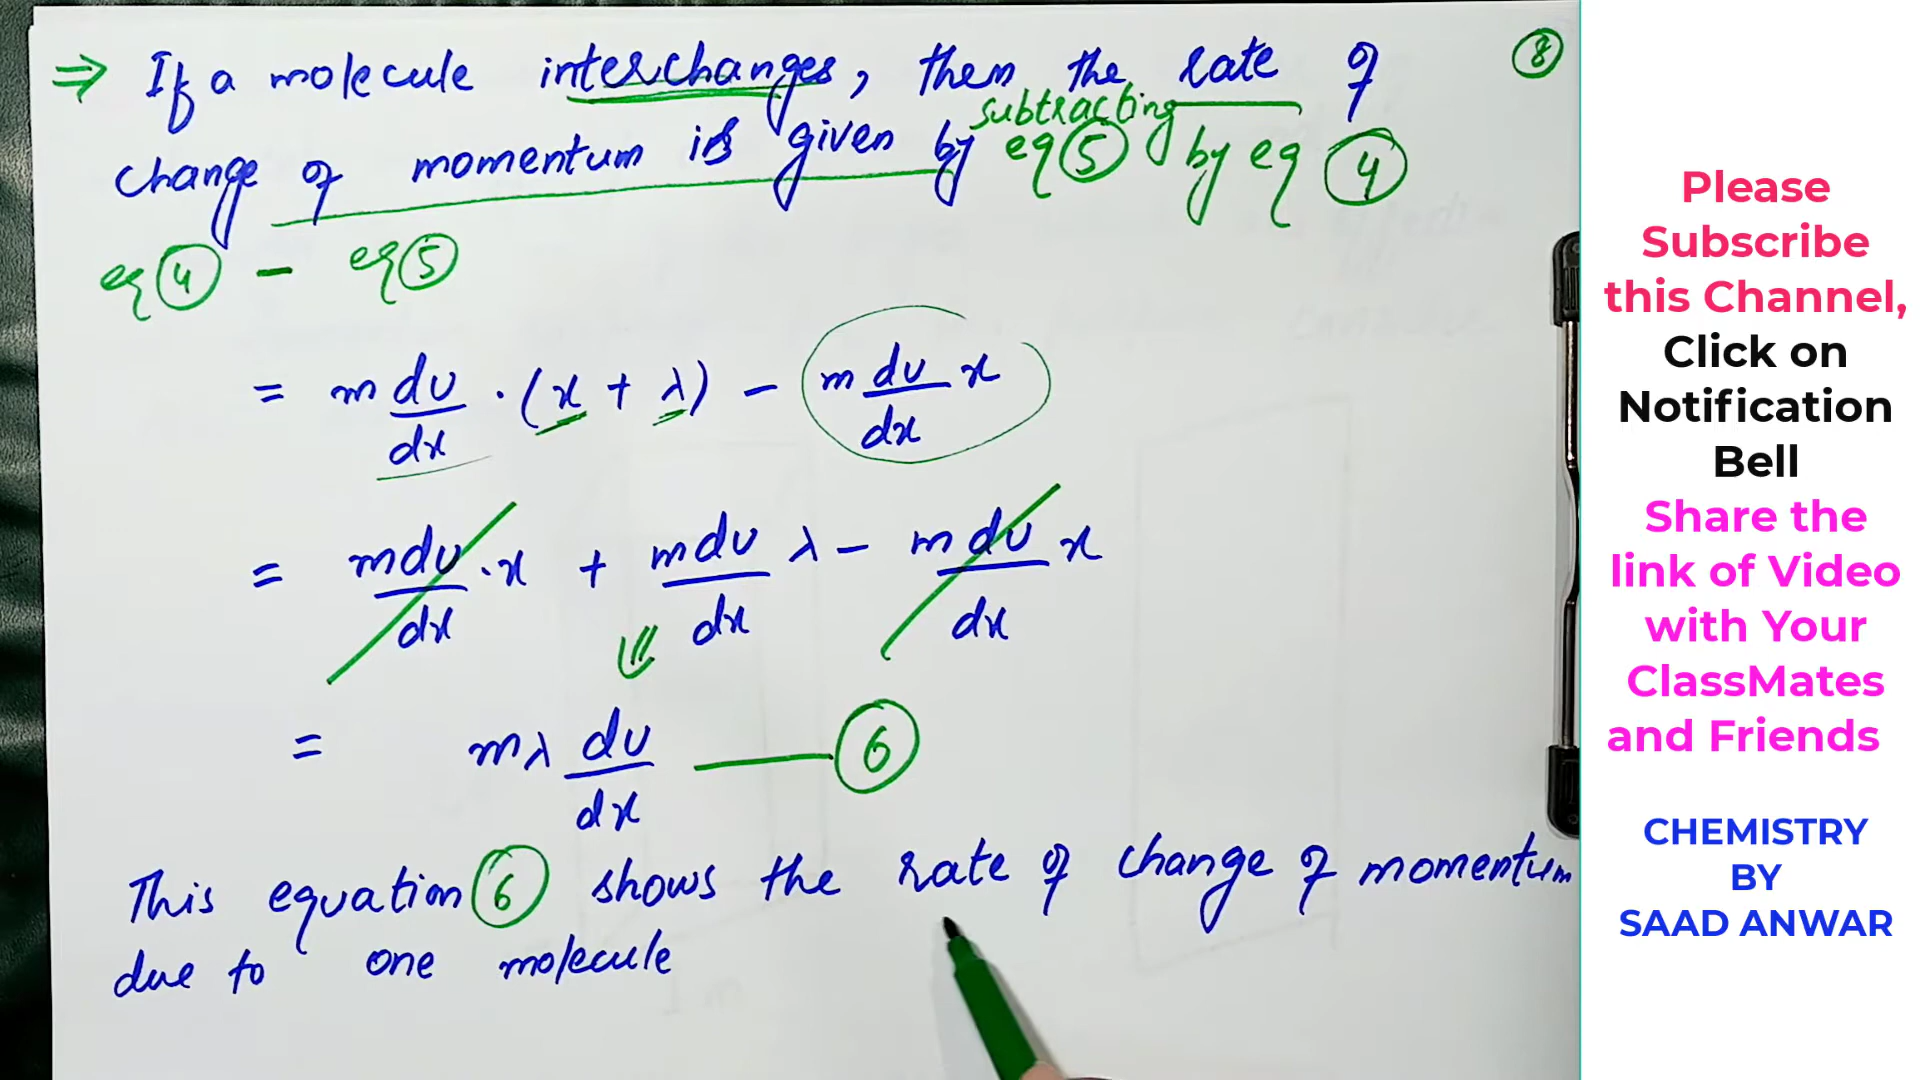 ⇒ If a molecule interchanges, then the rate of
8
subtracting
change of momentum is given by eq 5 by eq 4
eq 4 - eq 5
= m du/dx . (x + λ) - m du/dx x
= m du/dx . x + m du/dx λ - m du/dx x
= mλ du/dx —— 6
This equation 6 shows the rate of change of momentum
due to one molecule
Please
Subscribe
this Channel,
Click on
Notification
Bell
Share the
link of Video
with Your
ClassMates
and Friends
CHEMISTRY
BY
SAAD ANWAR